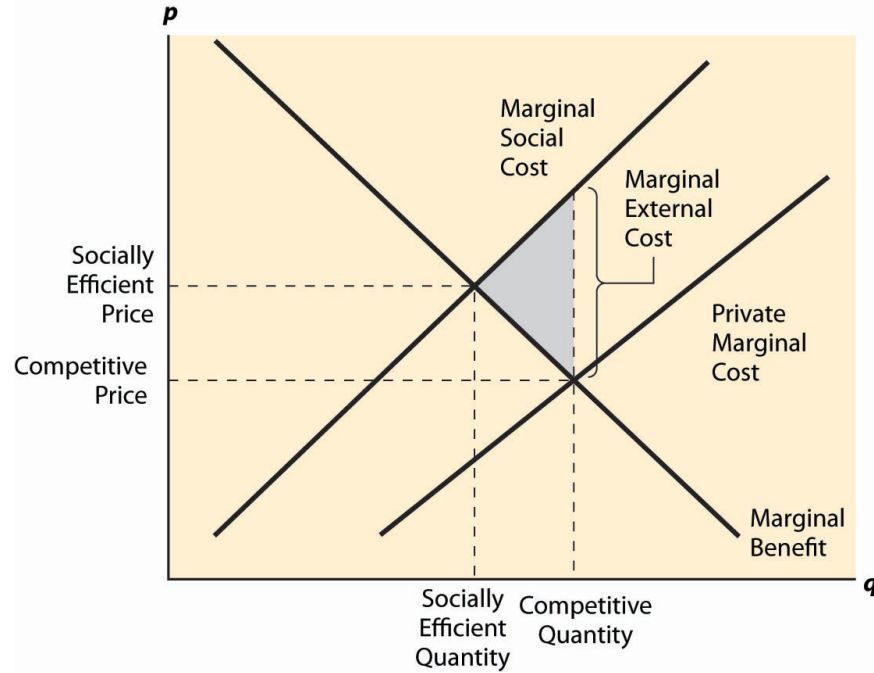 p
Marginal
Social
Cost
Marginal
External
Cost
Socially
Efficient
Price
Private
Marginal
Cost
Competitive
Price
Marginal
Benefit
q
Socially
Efficient
Quantity
Competitive
Quantity